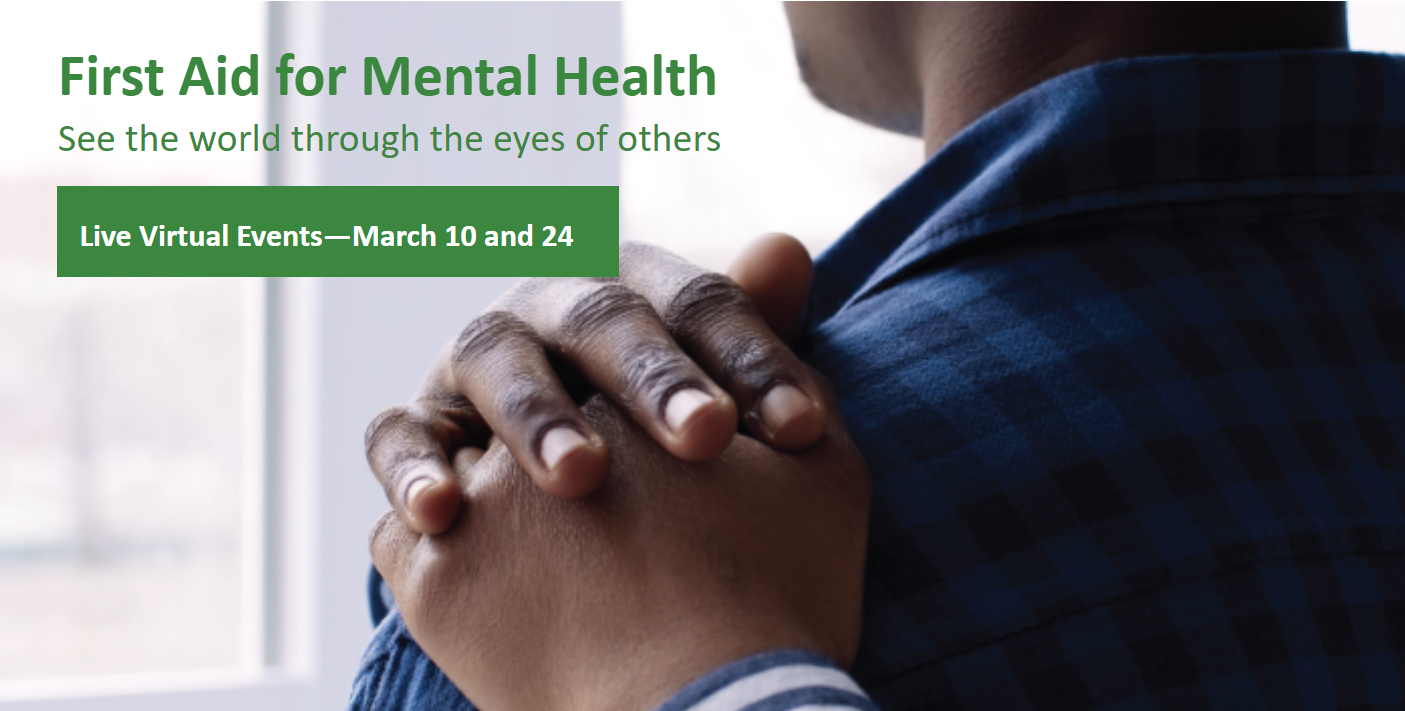 First Aid for Mental Health
See the world through the eyes of others
Live Virtual Events—March 10 and 24